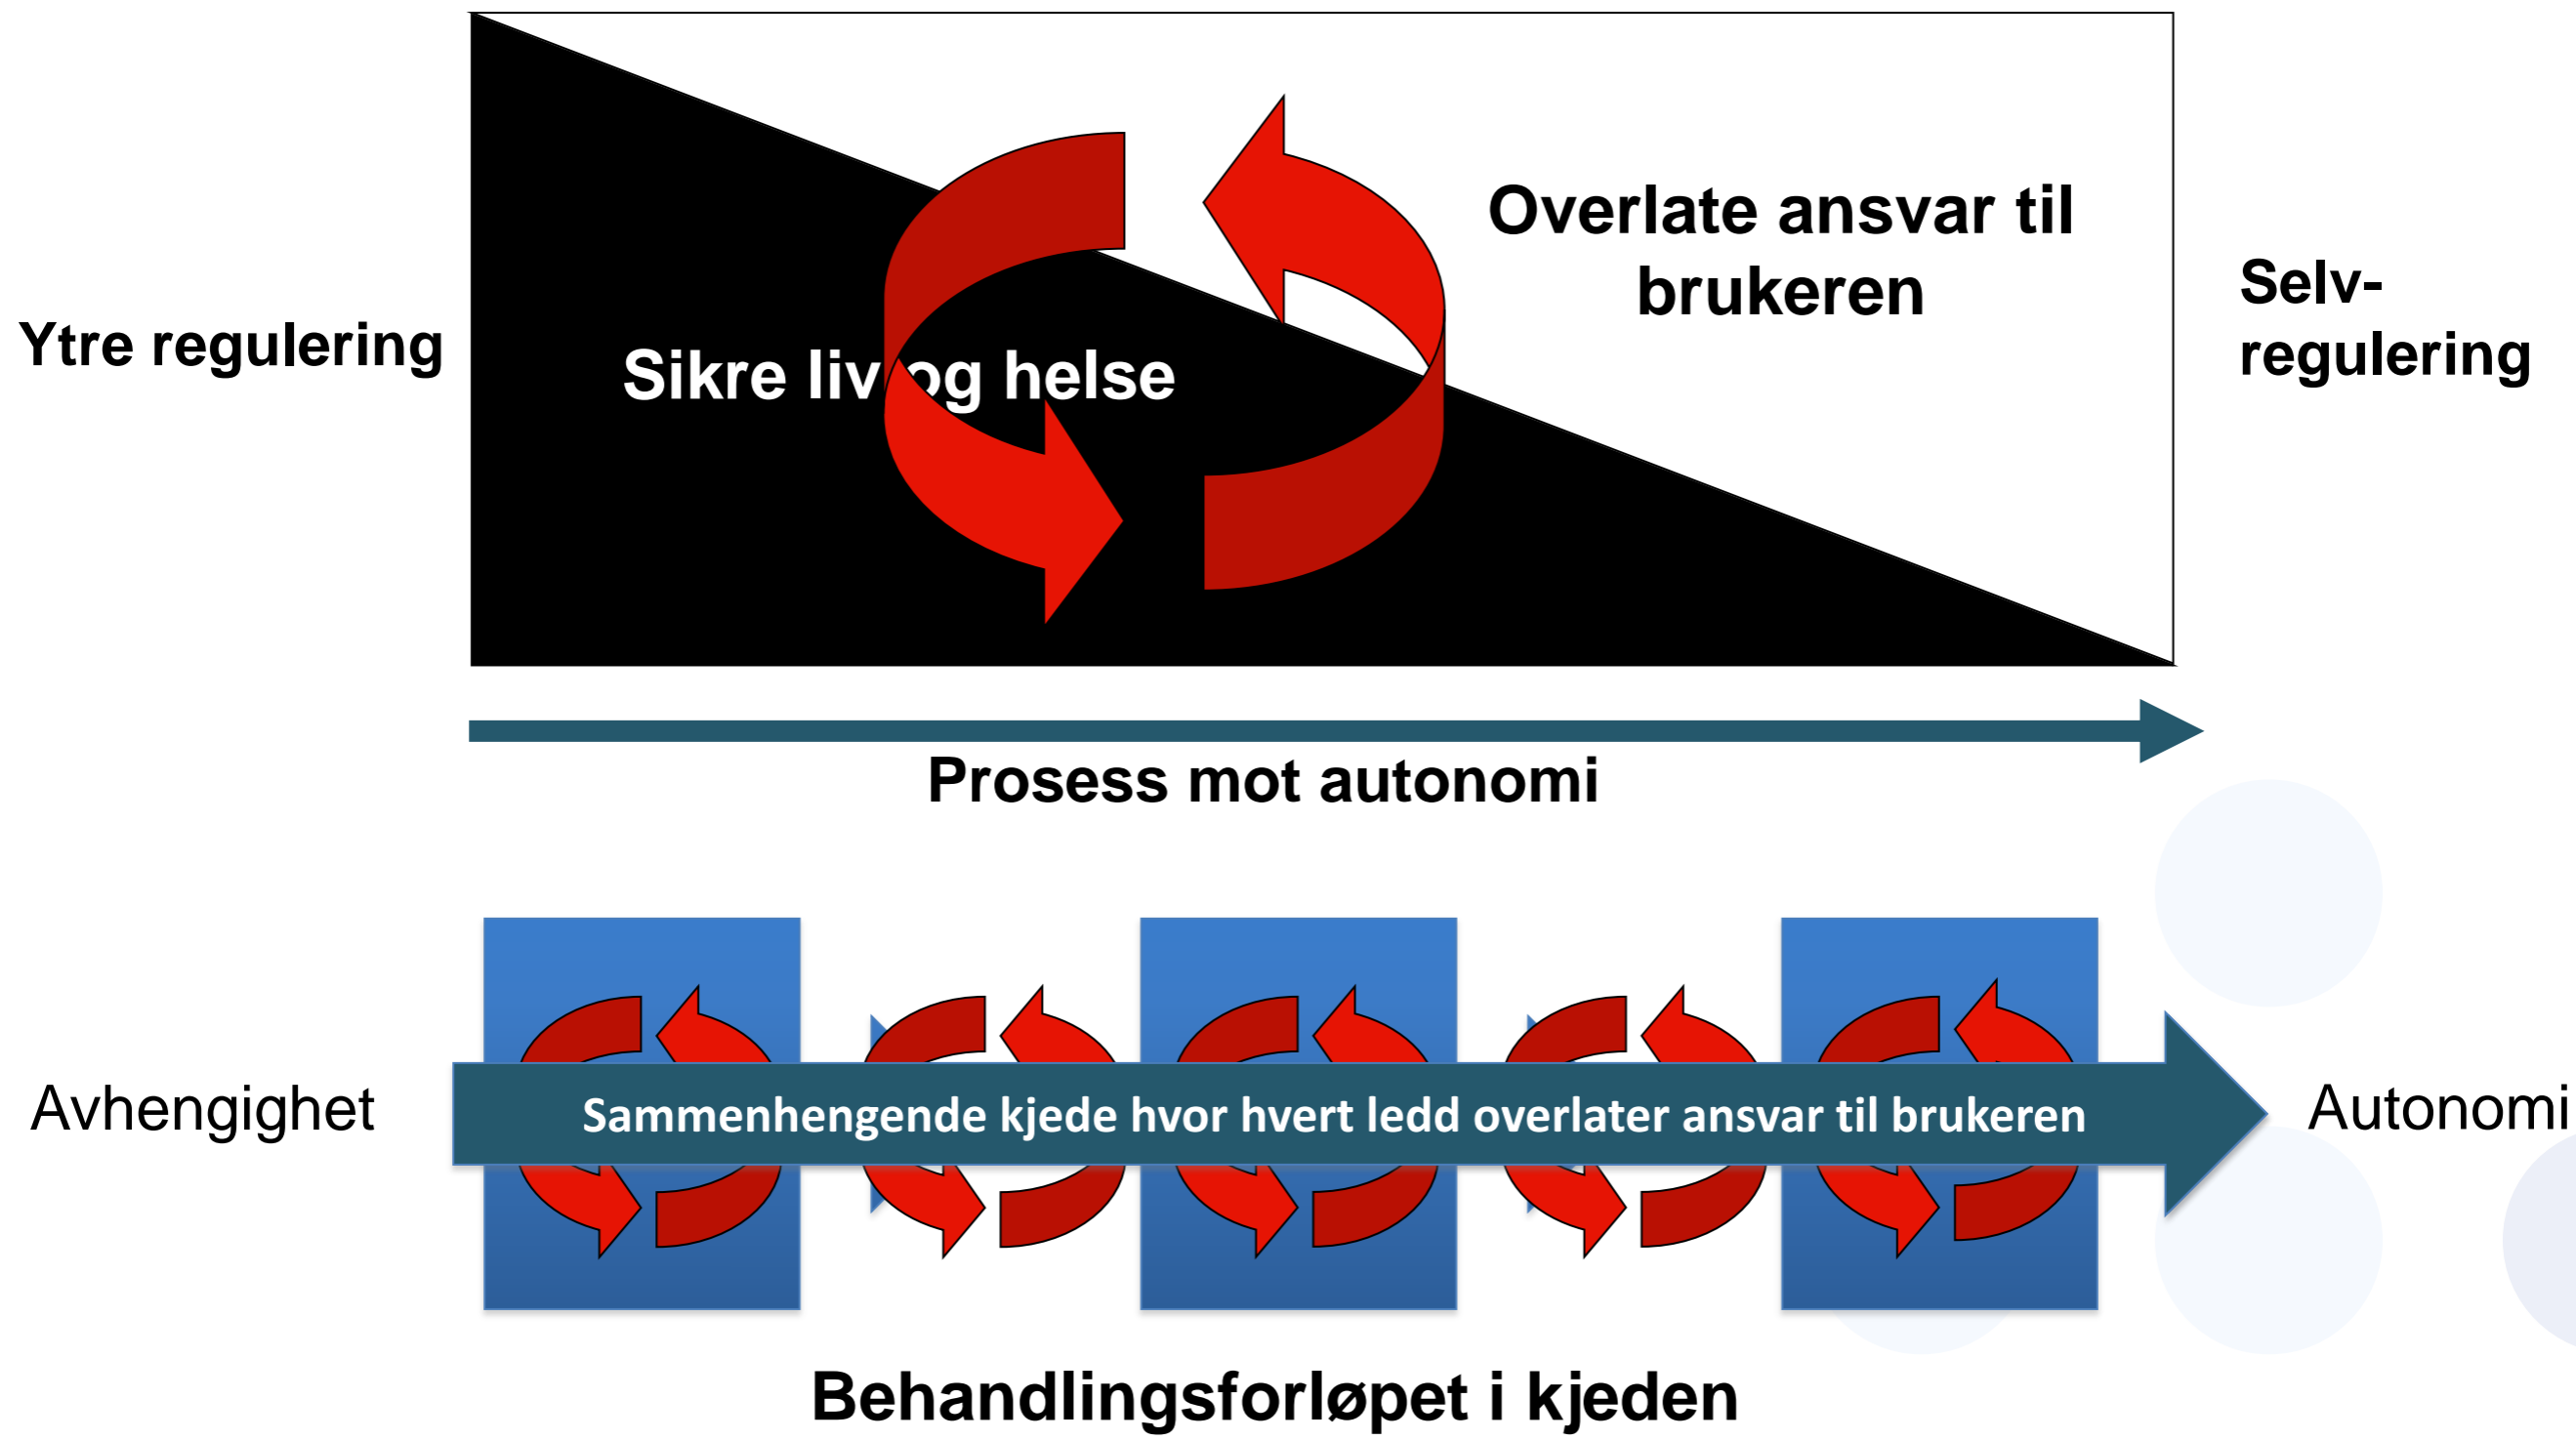 Overlate ansvar til
brukeren
Ytre regulering
Sikre liv og helse
Selv-
regulering
Prosess mot autonomi
Avhengighet
Sammenhengende kjede hvor hvert ledd overlater ansvar til brukeren
Autonomi
Behandlingsforløpet i kjeden